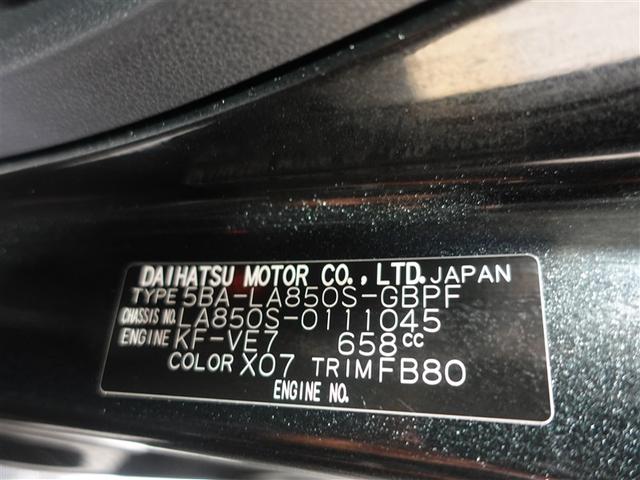 DAIHATSU MOTOR CO., LTD. JAPAN
TYPE 5BA-LA850S-GBPF
CHASSIS NO. LA850S-0111045
ENGINE KF-VE7 658cc
COLOR X07 TRIM FB80
ENGINE NO.